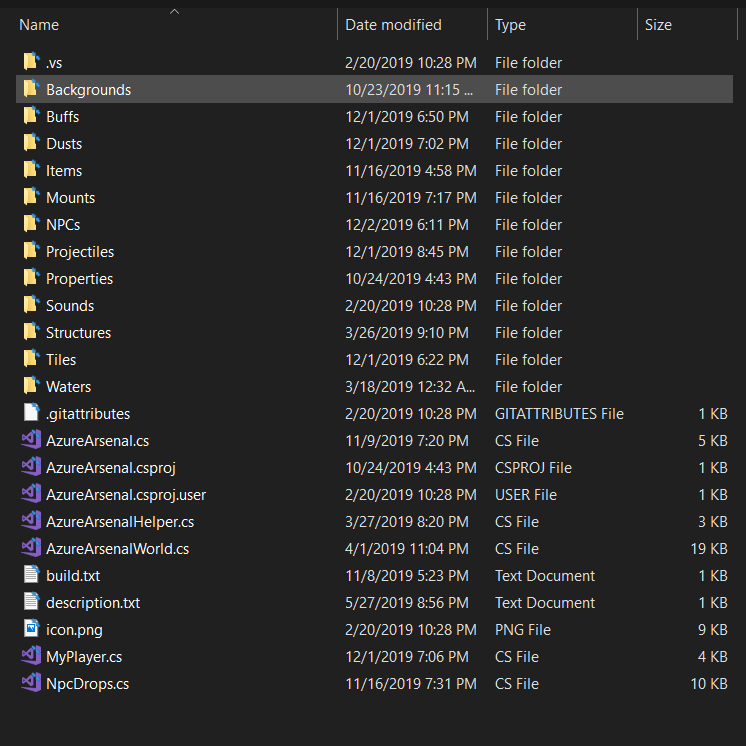 Name Date modified Type Size
.vs 2/20/2019 10:28 PM File folder
Backgrounds 10/23/2019 11:15 ... File folder
Buffs 12/1/2019 6:50 PM File folder
Dusts 12/1/2019 7:02 PM File folder
Items 11/16/2019 4:58 PM File folder
Mounts 11/16/2019 7:17 PM File folder
NPCs 12/2/2019 6:11 PM File folder
Projectiles 12/1/2019 8:45 PM File folder
Properties 10/24/2019 4:43 PM File folder
Sounds 2/20/2019 10:28 PM File folder
Structures 3/26/2019 9:10 PM File folder
Tiles 12/1/2019 6:22 PM File folder
Waters 3/18/2019 12:32 A... File folder
.gitattributes 2/20/2019 10:28 PM GITATTRIBUTES File 1 KB
AzureArsenal.cs 11/9/2019 7:20 PM CS File 5 KB
AzureArsenal.csproj 10/24/2019 4:43 PM CSPROJ File 1 KB
AzureArsenal.csproj.user 2/20/2019 10:28 PM USER File 1 KB
AzureArsenalHelper.cs 3/27/2019 8:20 PM CS File 3 KB
AzureArsenalWorld.cs 4/1/2019 11:04 PM CS File 19 KB
build.txt 11/8/2019 5:23 PM Text Document 1 KB
description.txt 5/27/2019 8:56 PM Text Document 1 KB
icon.png 2/20/2019 10:28 PM PNG File 9 KB
MyPlayer.cs 12/1/2019 7:06 PM CS File 4 KB
NpcDrops.cs 11/16/2019 7:31 PM CS File 10 KB